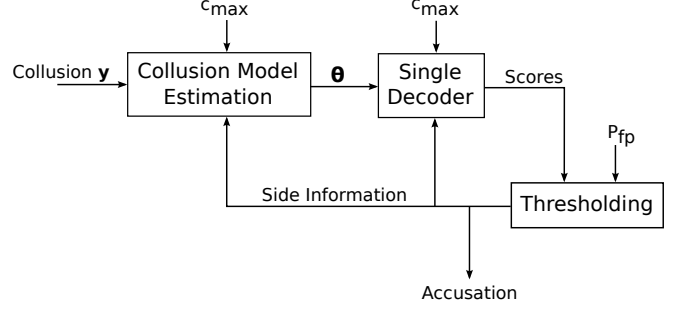 c_max
c_max
Collusion y
Collusion Model
Estimation
θ
Single
Decoder
Scores
P_fp
Side Information
Thresholding
Accusation